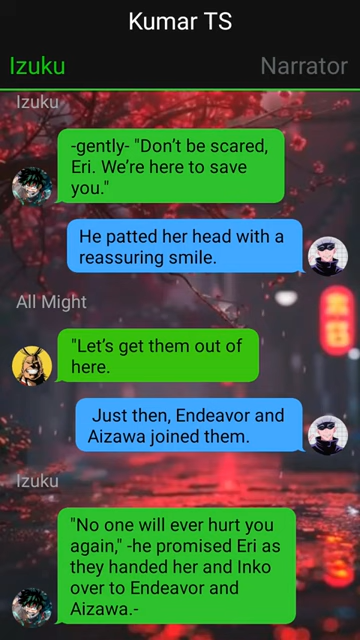 Kumar TS
Izuku
Narrator
Izuku
-gently- "Don't be scared,
Eri. We're here to save
you."
He patted her head with a
reassuring smile.
All Might
"Let's get them out of
here.
Just then, Endeavor and
Aizawa joined them.
Izuku
"No one will ever hurt you
again," -he promised Eri as
they handed her and Inko
over to Endeavor and
Aizawa.-